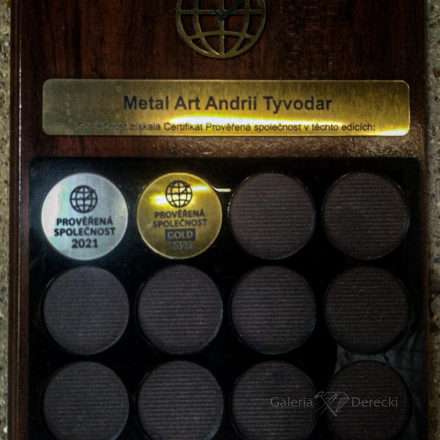 Metal Art Andrii Tyvodar
získala Certifikát Prověřená společnost v těchto edicích:
PROVĚŘENÁ
SPOLEČNOST
2021
PROVĚŘENÁ
SPOLEČNOST
GOLD
Galeria Derecki